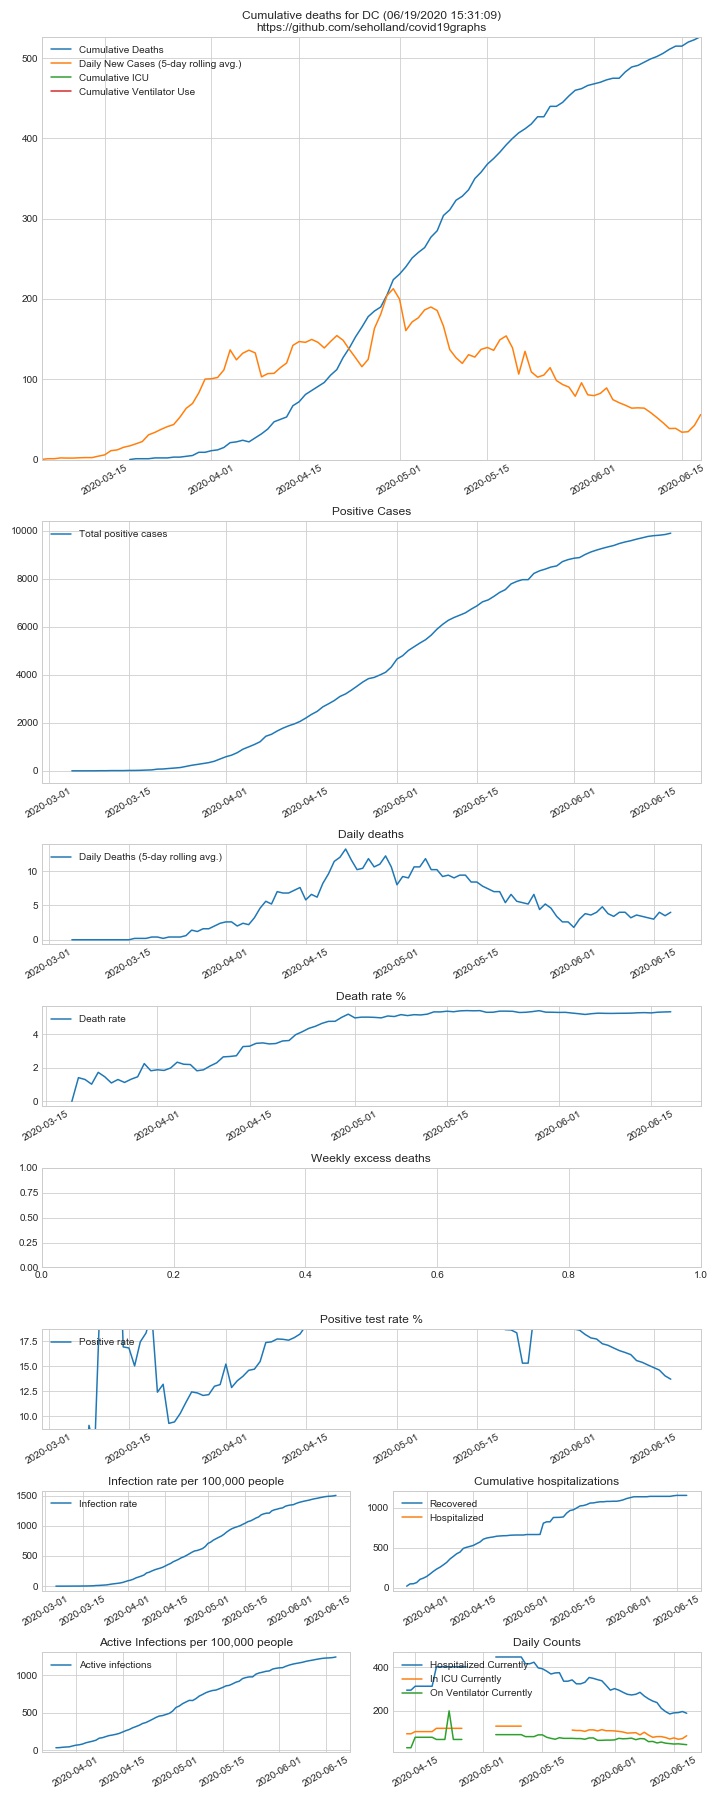 Cumulative deaths for DC (06/19/2020 15:31:09)
https://github.com/seholland/covid19graphs
Cumulative Deaths
Daily New Cases (5-day rolling avg.)
Cumulative ICU
Cumulative Ventilator Use
500
400
300
200
100
0
2020-03-15 2020-04-01 2020-04-15 2020-05-01 2020-05-15 2020-06-01 2020-06-15
Positive Cases
Total positive cases
10000
8000
6000
4000
2000
0
2020-03-01 2020-03-15 2020-04-01 2020-04-15 2020-05-01 2020-05-15 2020-06-01 2020-06-15
Daily deaths
Daily Deaths (5-day rolling avg.)
10
5
0
2020-03-01 2020-03-15 2020-04-01 2020-04-15 2020-05-01 2020-05-15 2020-06-01 2020-06-15
Death rate %
Death rate
4
2
0
2020-03-15 2020-04-01 2020-04-15 2020-05-01 2020-05-15 2020-06-01 2020-06-15
Weekly excess deaths
1.00
0.75
0.50
0.25
0.00
0.0 0.2 0.4 0.6 0.8 1.0
Positive test rate %
Positive rate
17.5
15.0
12.5
10.0
2020-03-01 2020-03-15 2020-04-01 2020-04-15 2020-05-01 2020-05-15 2020-06-01 2020-06-15
Infection rate per 100,000 people
Infection rate
1500
1000
500
0
2020-03-01 2020-03-15 2020-04-01 2020-04-15 2020-05-01 2020-05-15 2020-06-01 2020-06-15
Cumulative hospitalizations
Recovered
Hospitalized
1000
500
0
2020-04-01 2020-04-15 2020-05-01 2020-05-15 2020-06-01 2020-06-15
Active Infections per 100,000 people
Active infections
1000
500
0
2020-04-01 2020-04-15 2020-05-01 2020-05-15 2020-06-01 2020-06-15
Daily Counts
Hospitalized Currently
In ICU Currently
On Ventilator Currently
400
200
2020-04-15 2020-05-01 2020-05-15 2020-06-01 2020-06-15